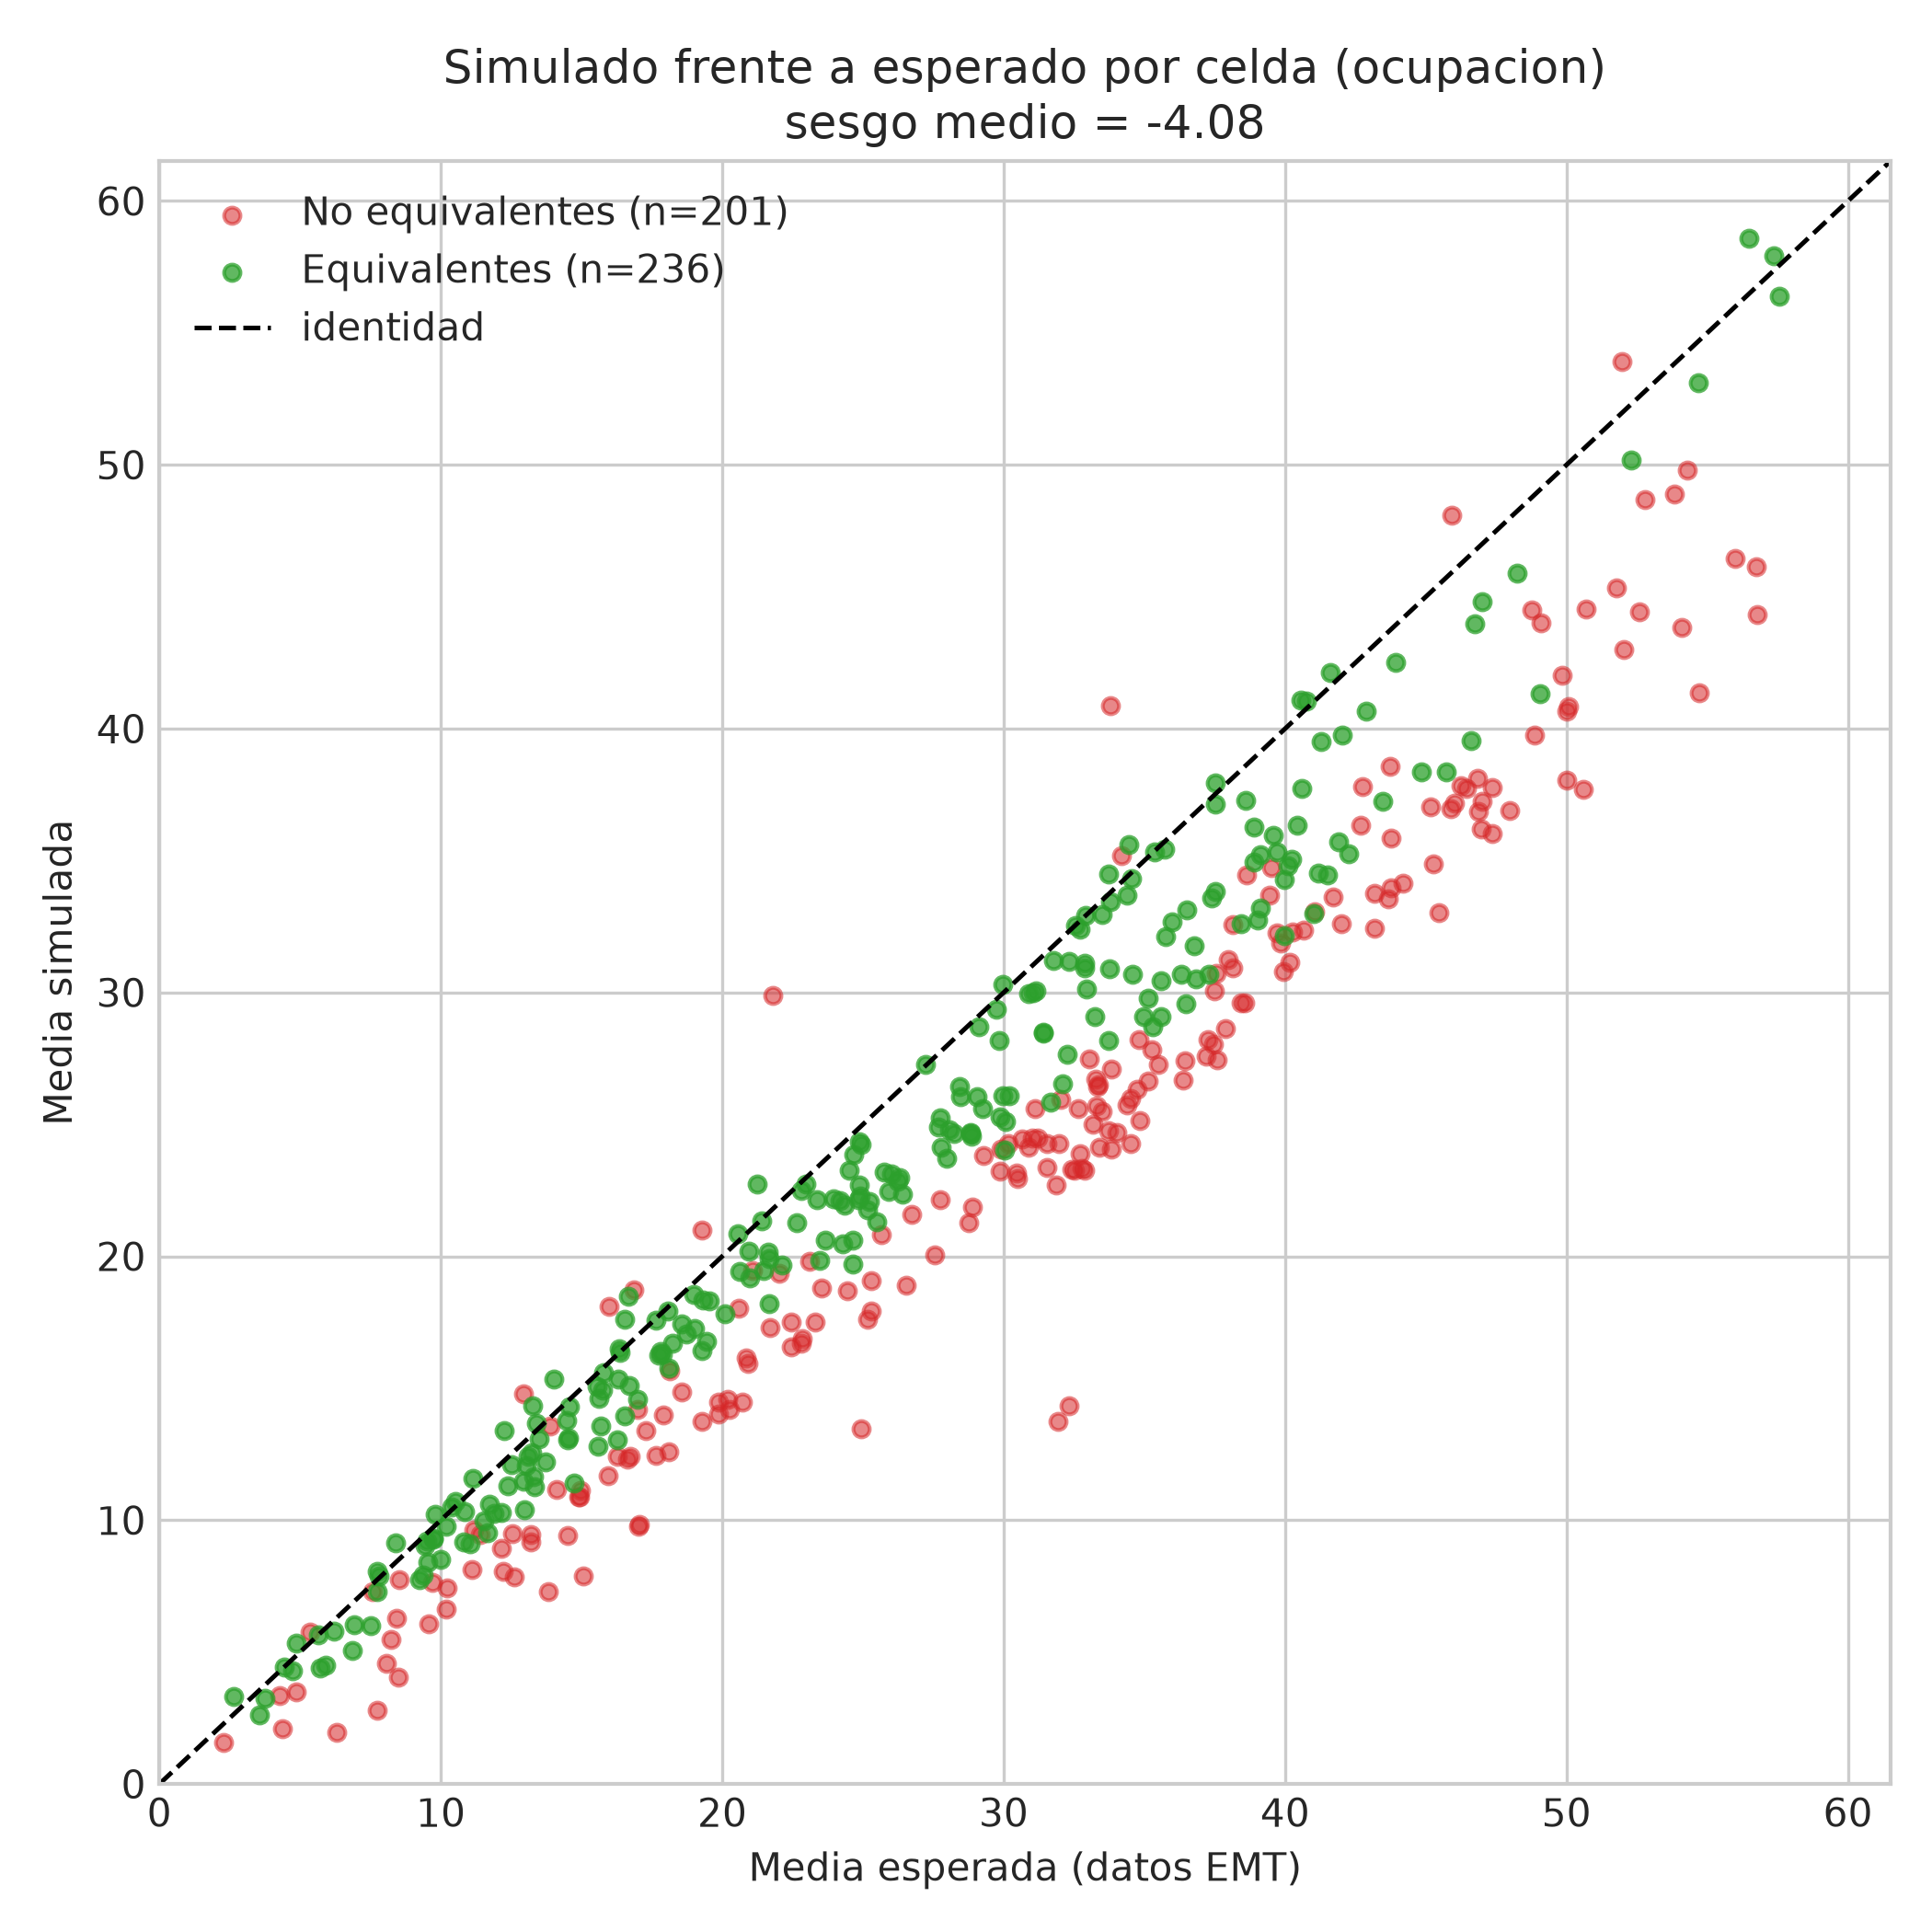 Simulado frente a esperado por celda (ocupacion)
sesgo medio = -4.08
No equivalentes (n=201)
Equivalentes (n=236)
identidad
60
50
40
30
20
10
0
Media simulada
0 10 20 30 40 50 60
Media esperada (datos EMT)